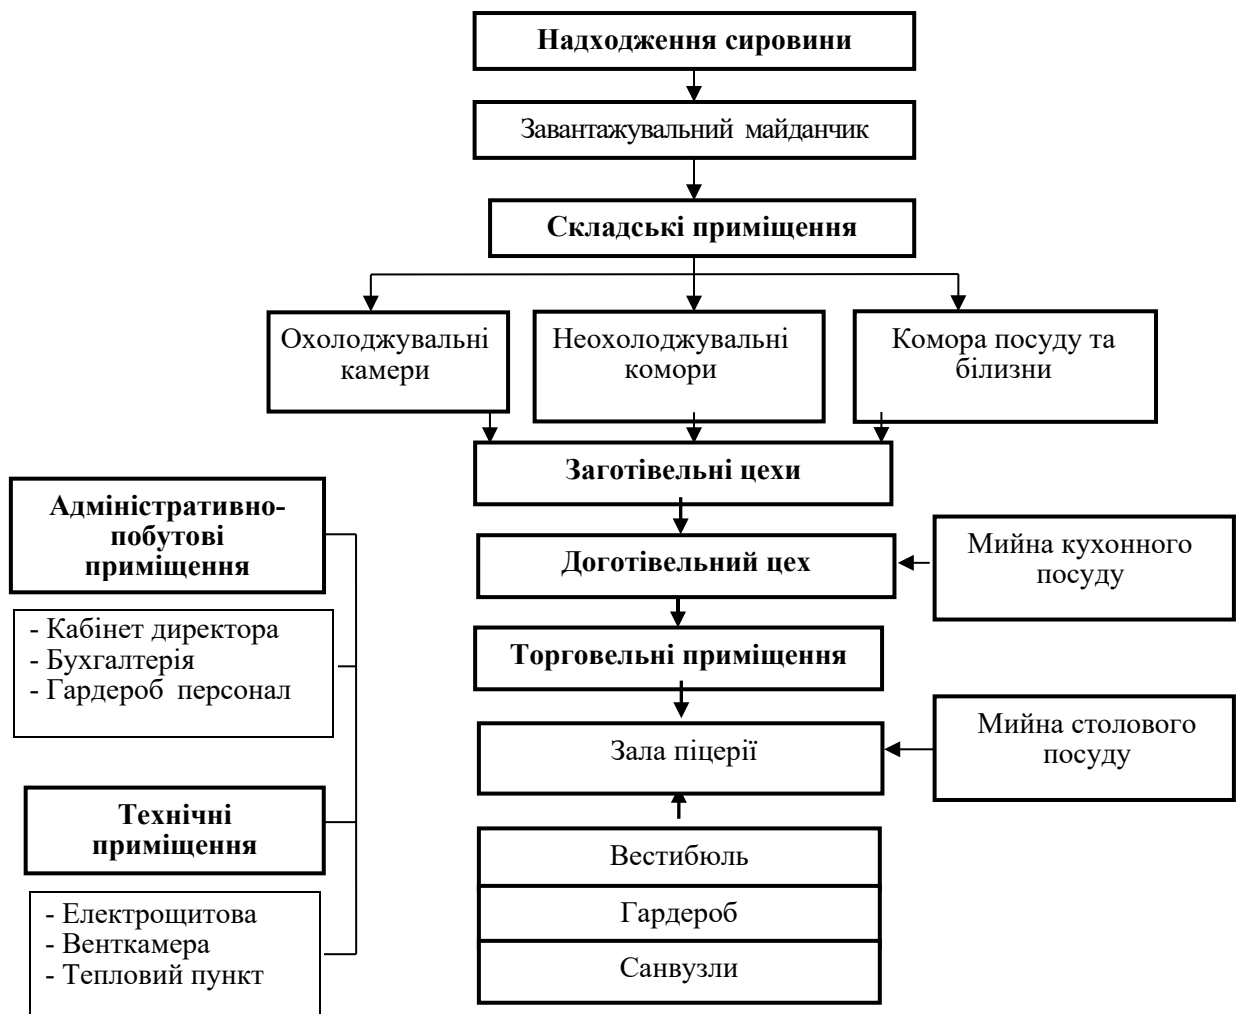 Надходження сировини
Завантажувальний майданчик
Складські приміщення
Охолоджувальні
камери
Неохолоджувальні
комори
Комора посуду та
білизни
Заготівельні цехи
Адміністративно-
побутові
приміщення
Доготівельний цех
Мийна кухонного
посуду
- Кабінет директора
- Бухгалтерія
- Гардероб персонал
Торговельні приміщення
Зала піцерії
Мийна столового
посуду
Технічні
приміщення
Вестибюль
Гардероб
Санвузли
- Електрощитова
- Венткамера
- Тепловий пункт